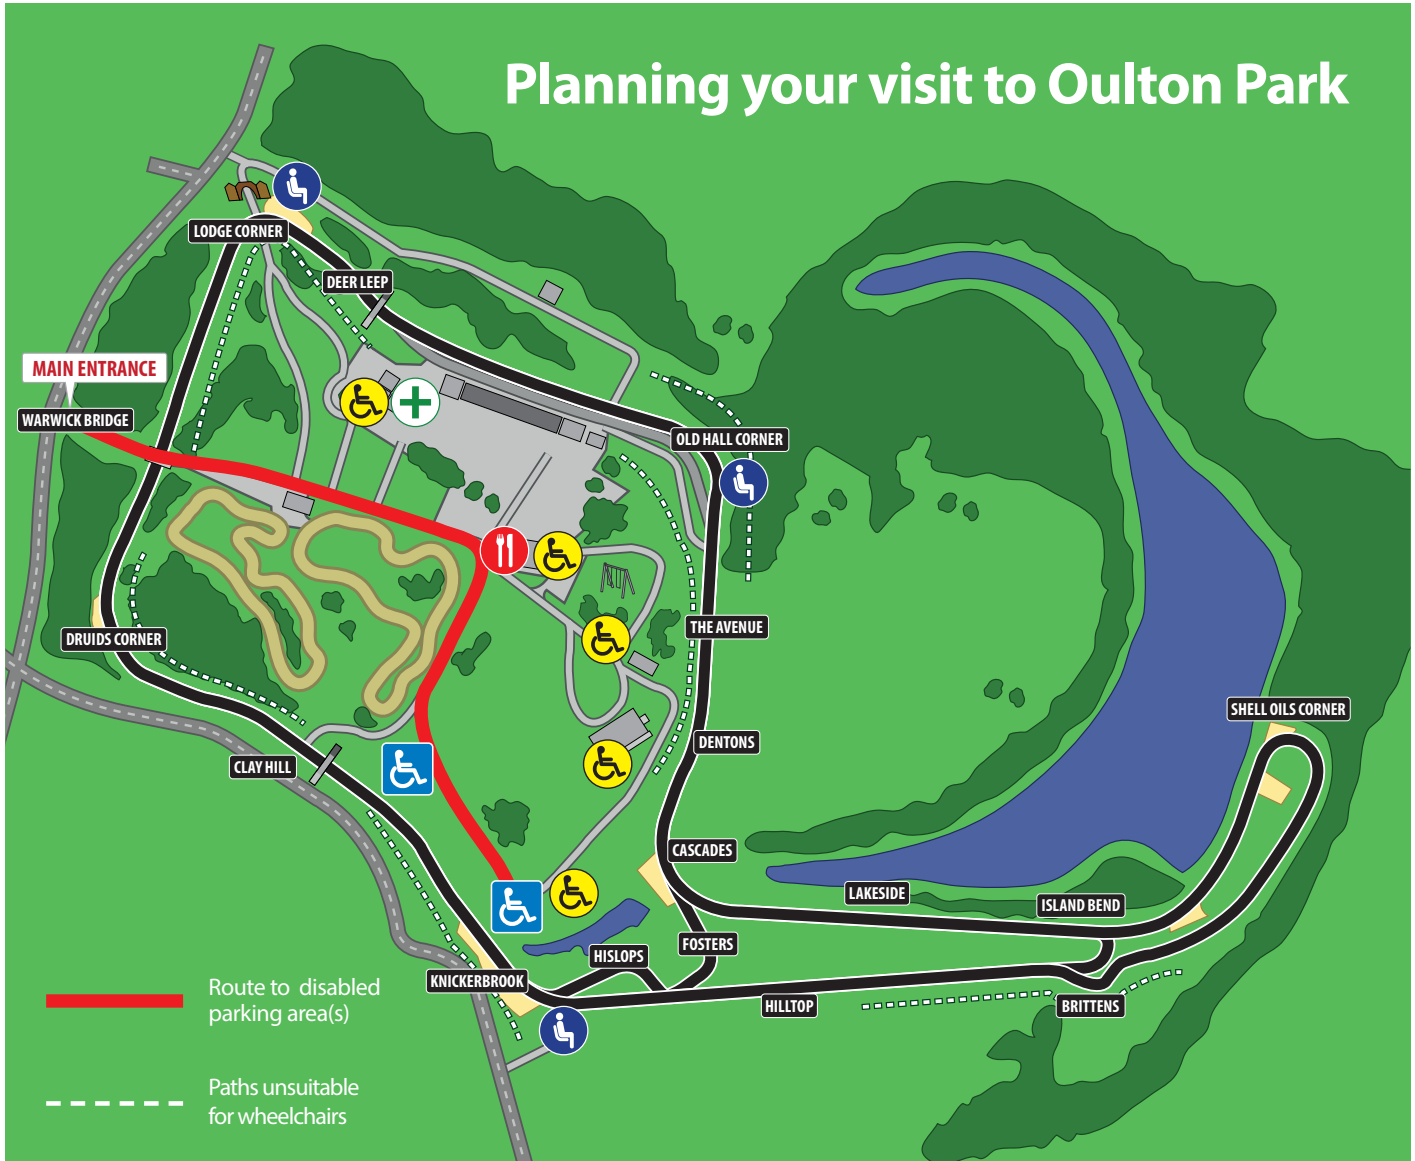 Planning your visit to Oulton Park
LODGE CORNER
DEER LEEP
MAIN ENTRANCE
WARWICK BRIDGE
OLD HALL CORNER
THE AVENUE
DRUIDS CORNER
SHELL OILS CORNER
DENTONS
CLAY HILL
CASCADES
LAKESIDE
ISLAND BEND
FOSTERS
HISLOPS
KNICKERBROOK
HILLTOP
BRITTENS
Route to disabled
parking area(s)
Paths unsuitable
for wheelchairs